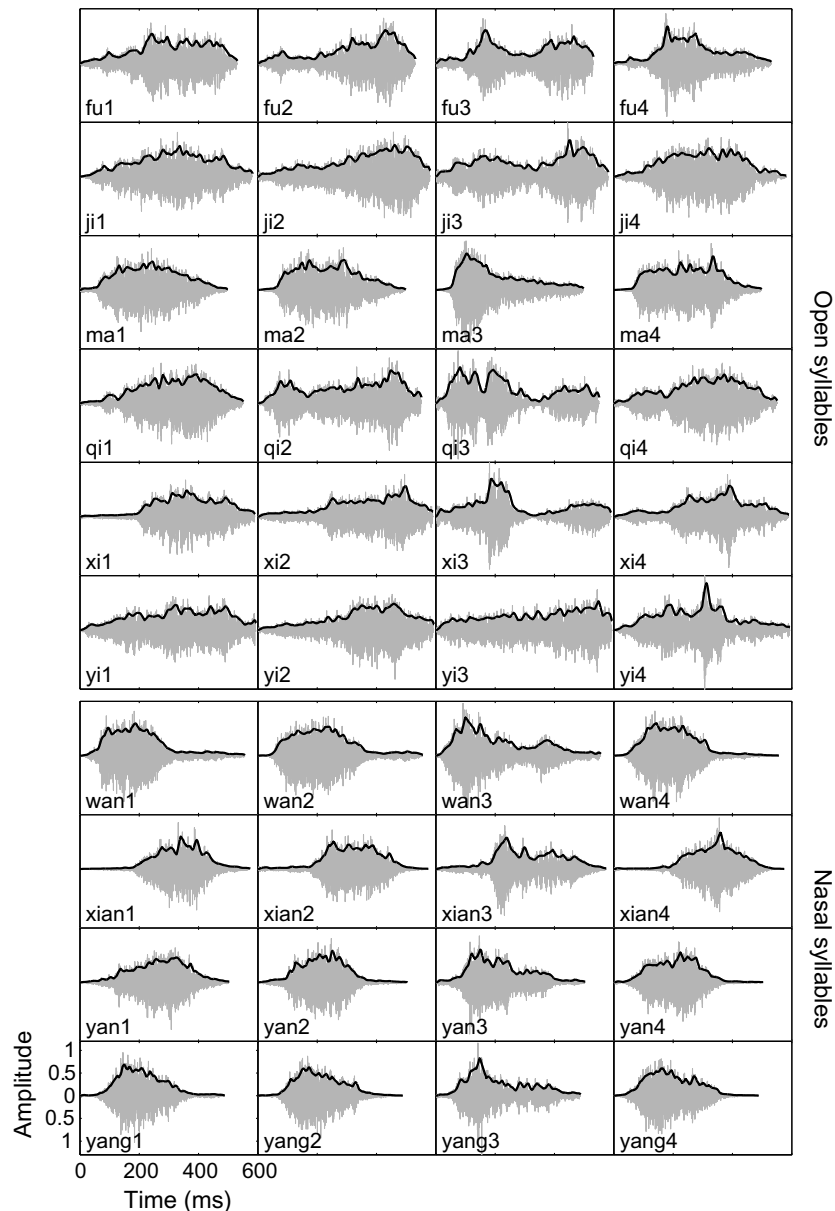 fu1 fu2 fu3 fu4
ji1 ji2 ji3 ji4
ma1 ma2 ma3 ma4
qi1 qi2 qi3 qi4
xi1 xi2 xi3 xi4
yi1 yi2 yi3 yi4
Open syllables
wan1 wan2 wan3 wan4
xian1 xian2 xian3 xian4
yan1 yan2 yan3 yan4
yang1 yang2 yang3 yang4
Nasal syllables
Amplitude
1
0.5
0
0.5
1
0 200 400 600
Time (ms)